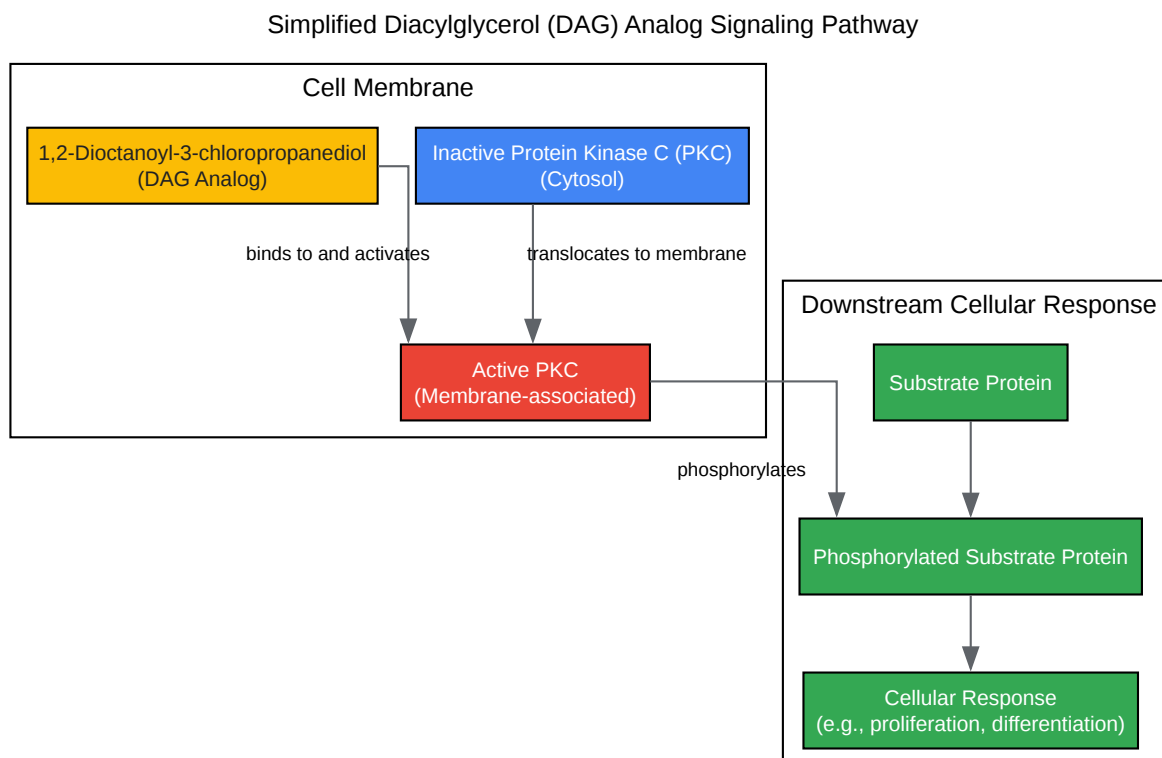 Simplified Diacylglycerol (DAG) Analog Signaling Pathway
Cell Membrane
1,2-Dioctanoyl-3-chloropropanediol
(DAG Analog)
Inactive Protein Kinase C (PKC)
(Cytosol)
binds to and activates
translocates to membrane
Active PKC
(Membrane-associated)
phosphorylates
Downstream Cellular Response
Substrate Protein
Phosphorylated Substrate Protein
Cellular Response
(e.g., proliferation, differentiation)